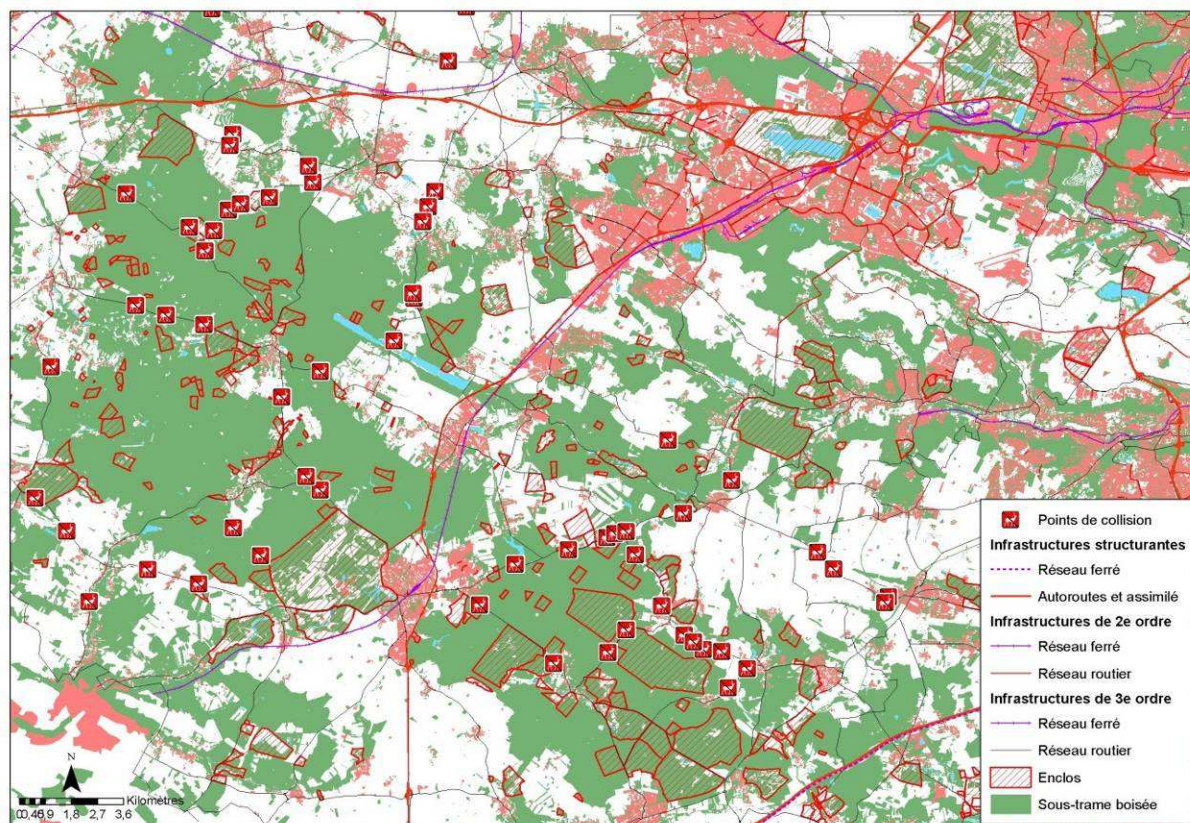 Points de collision
Infrastructures structurantes
Réseau ferré
Autoroutes et assimilé
Infrastructures de 2e ordre
Réseau ferré
Réseau routier
Infrastructures de 3e ordre
Réseau ferré
Réseau routier
Enclos
Sous-trame boisée
N
Kilomètres
1,8 2,7 3,6